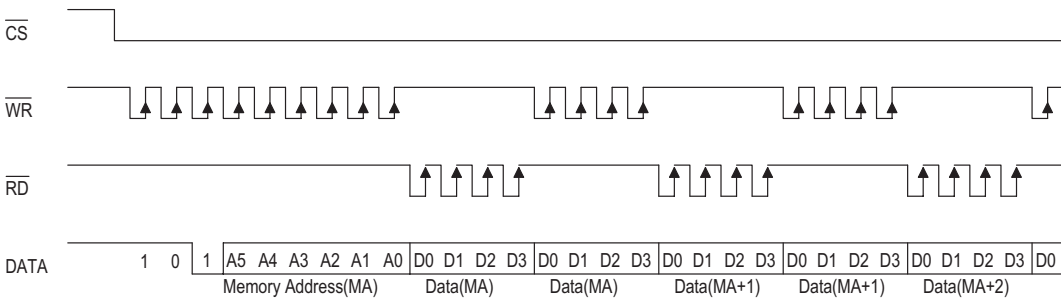 CS
WR
RD
DATA 1 0 1 A5 A4 A3 A2 A1 A0 D0 D1 D2 D3 D0 D1 D2 D3 D0 D1 D2 D3 D0 D1 D2 D3 D0 D1 D2 D3 D0
Memory Address(MA) Data(MA) Data(MA) Data(MA+1) Data(MA+1) Data(MA+2)